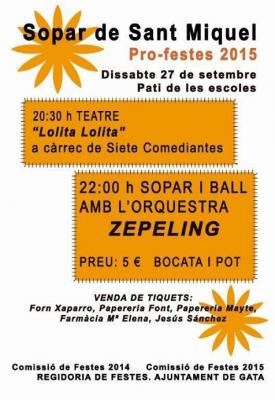 Sopar de Sant Miquel
Pro-festes 2015
Dissabte 27 de setembre
Pati de les escoles
20:30 h TEATRE
"Lolita Lolita"
a càrrec de Siete Comediantes
22:00 h SOPAR I BALL
AMB L'ORQUESTRA
ZEPELING
PREU: 5 € BOCATA I POT
VENDA DE TIQUETS:
Forn Xaparro, Papereria Font, Papereria Mayte,
Farmàcia Mª Elena, Jesús Sánchez
Comissió de Festes 2014 Comissió de Festes 2015
REGIDORIA DE FESTES. AJUNTAMENT DE GATA